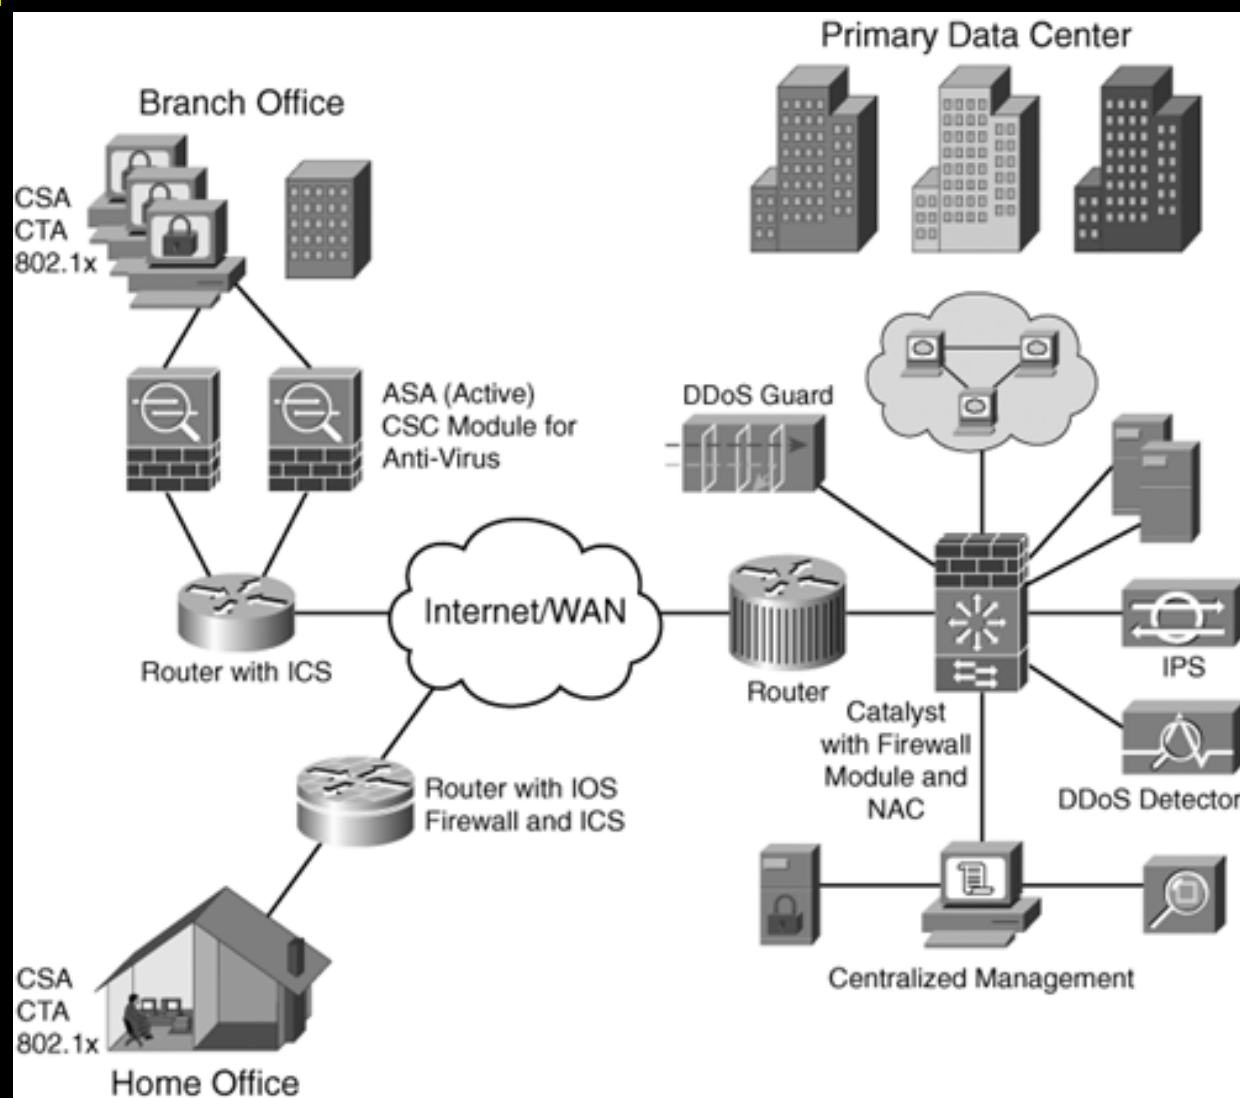 Primary Data Center
Branch Office
CSA
CTA
802.1x
ASA (Active)
CSC Module for
Anti-Virus
DDoS Guard
Internet/WAN
Router with ICS
Router
IPS
Catalyst
with Firewall
Module and
NAC
DDoS Detector
Router with IOS
Firewall and ICS
Centralized Management
CSA
CTA
802.1x
Home Office